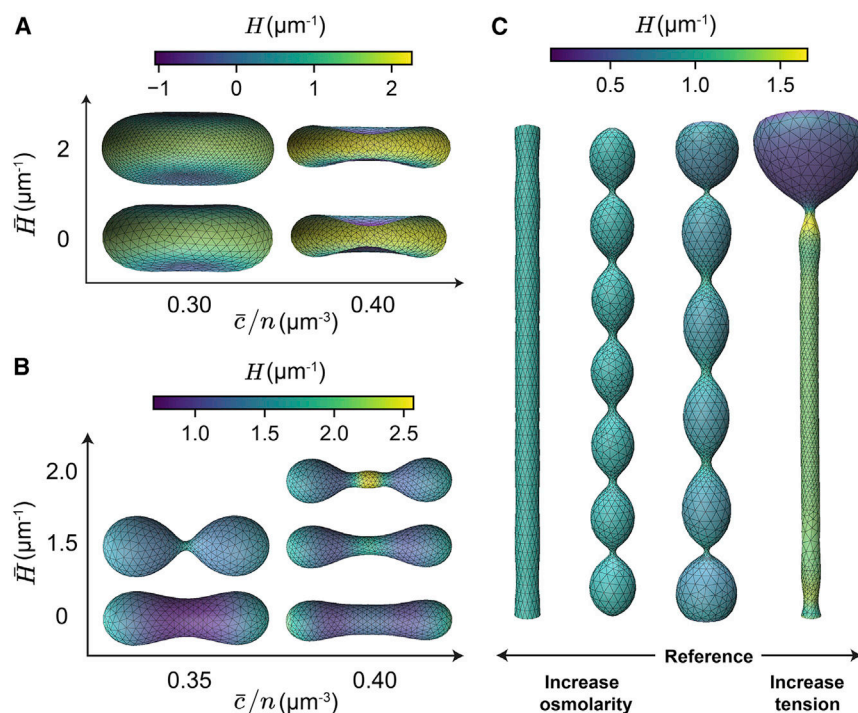 A
H (µm⁻¹)
−1 0 1 2
H̄ (µm⁻¹)
2
0
0.30 0.40
c̄/n (µm⁻³)
B
H (µm⁻¹)
1.0 1.5 2.0 2.5
H̄ (µm⁻¹)
2.0
1.5
0
0.35 0.40
c̄/n (µm⁻³)
C
H (µm⁻¹)
0.5 1.0 1.5
Reference
Increase
osmolarity
Increase
tension